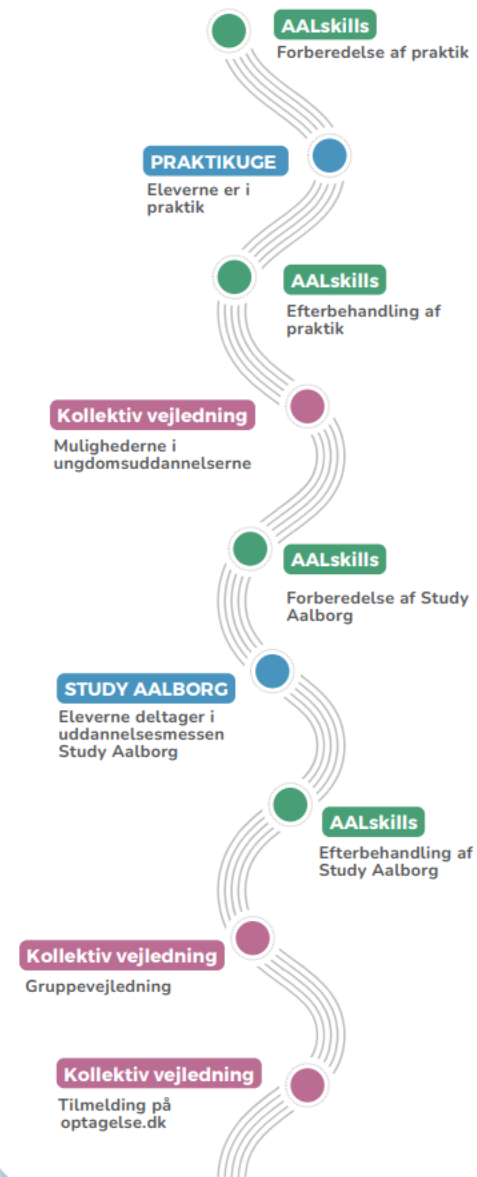 AALskills
Forberedelse af praktik
PRAKTIKUGE
Eleverne er i
praktik
AALskills
Efterbehandling af
praktik
Kollektiv vejledning
Mulighederne i
ungdomsuddannelserne
AALskills
Forberedelse af Study
Aalborg
STUDY AALBORG
Eleverne deltager i
uddannelsesmessen
Study Aalborg
AALskills
Efterbehandling af
Study Aalborg
Kollektiv vejledning
Gruppevejledning
Kollektiv vejledning
Tilmelding på
optagelse.dk